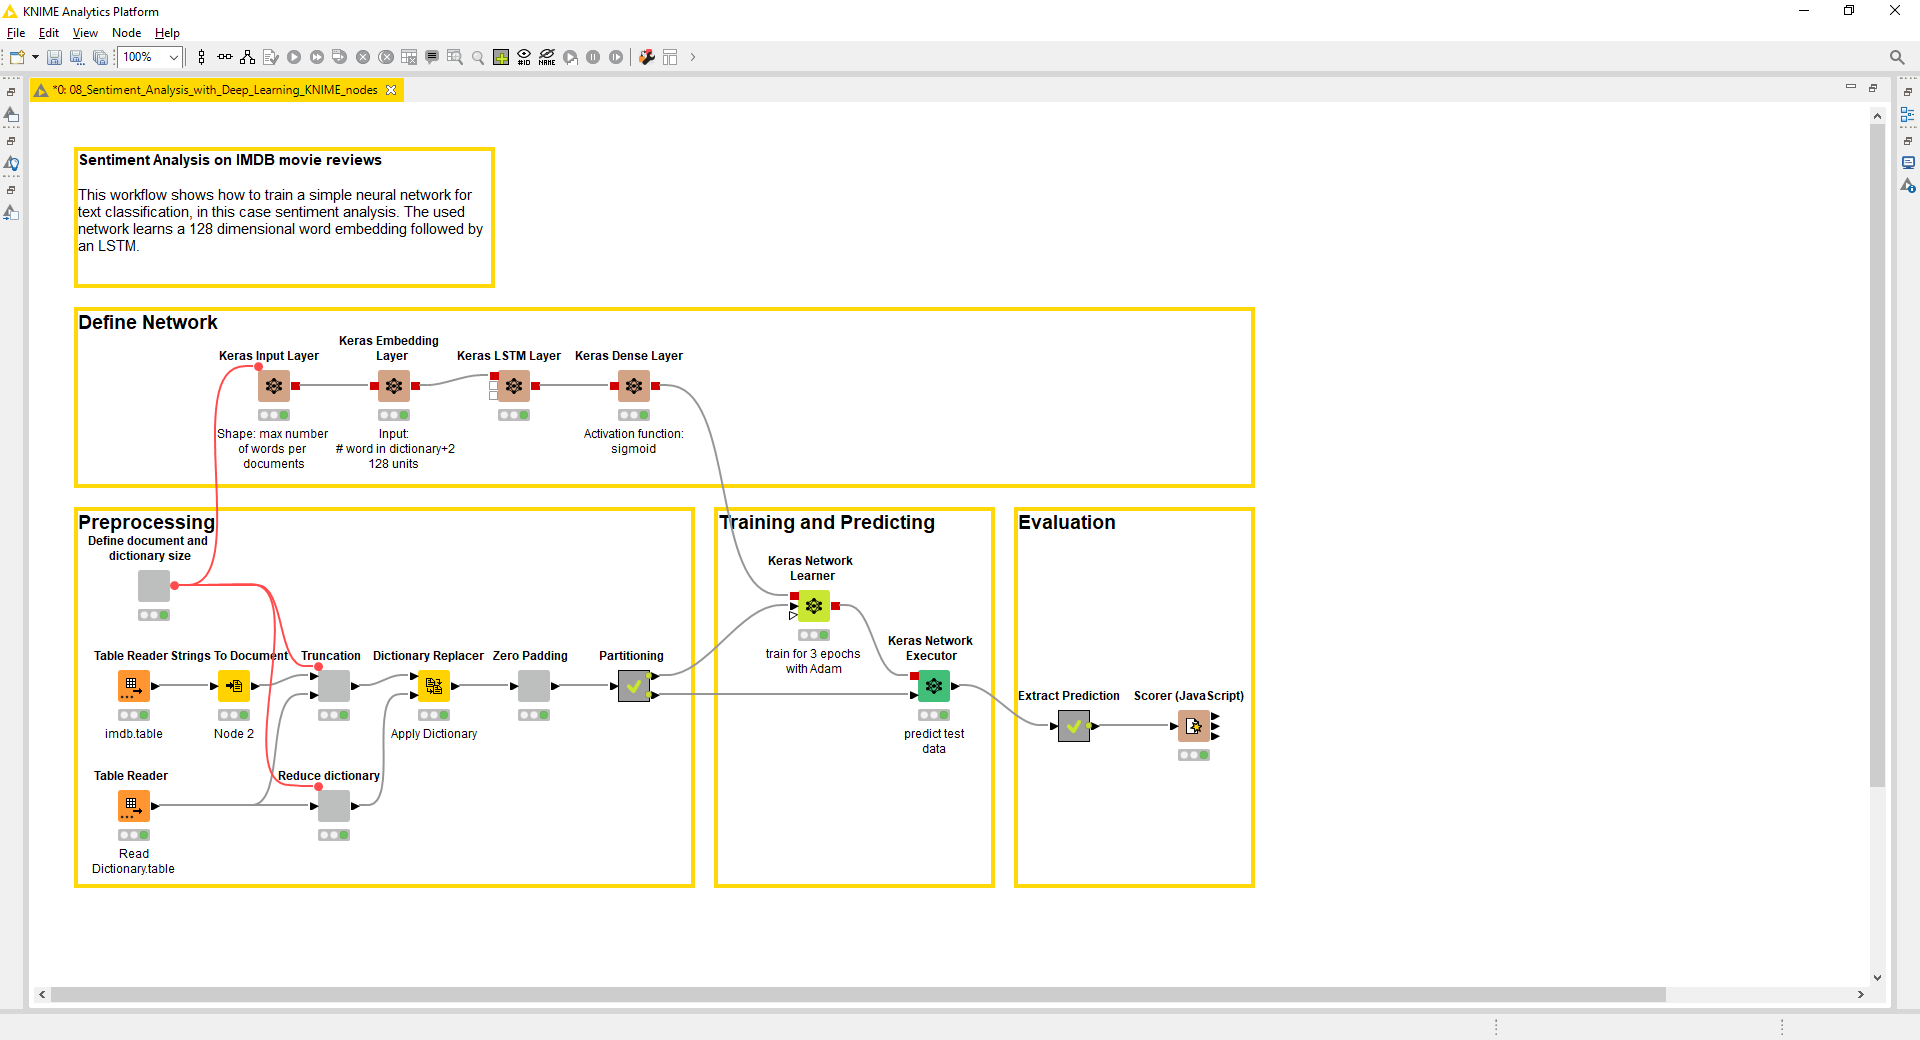 KNIME Analytics Platform
File Edit View Node Help
100%
#ID
NAME
*0: 08_Sentiment_Analysis_with_Deep_Learning_KNIME_nodes
Sentiment Analysis on IMDB movie reviews
This workflow shows how to train a simple neural network for
text classification, in this case sentiment analysis. The used
network learns a 128 dimensional word embedding followed by
an LSTM.
Define Network
Keras Input Layer
Keras Embedding
Layer
Keras LSTM Layer
Keras Dense Layer
Shape: max number
of words per
documents
Input:
# word in dictionary+2
128 units
Activation function:
sigmoid
Preprocessing
Define document and
dictionary size
Table Reader
Strings To Document
Truncation
Dictionary Replacer
Zero Padding
Partitioning
imdb.table
Node 2
Apply Dictionary
Table Reader
Reduce dictionary
Read
Dictionary.table
Training and Predicting
Keras Network
Learner
train for 3 epochs
with Adam
Keras Network
Executor
predict test
data
Evaluation
Extract Prediction
Scorer (JavaScript)